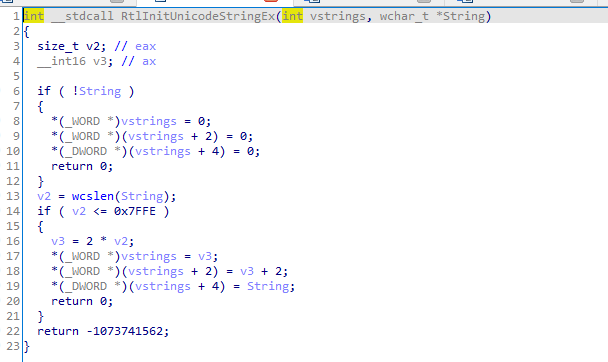 1 int __stdcall RtlInitUnicodeStringEx(int vstrings, wchar_t *String)
2 {
3 size_t v2; // eax
4 __int16 v3; // ax
5
6 if ( !String )
7 {
8 *(_WORD *)vstrings = 0;
9 *(_WORD *)(vstrings + 2) = 0;
10 *(_DWORD *)(vstrings + 4) = 0;
11 return 0;
12 }
13 v2 = wcslen(String);
14 if ( v2 <= 0x7FFE )
15 {
16 v3 = 2 * v2;
17 *(_WORD *)vstrings = v3;
18 *(_WORD *)(vstrings + 2) = v3 + 2;
19 *(_DWORD *)(vstrings + 4) = String;
20 return 0;
21 }
22 return -1073741562;
23 }